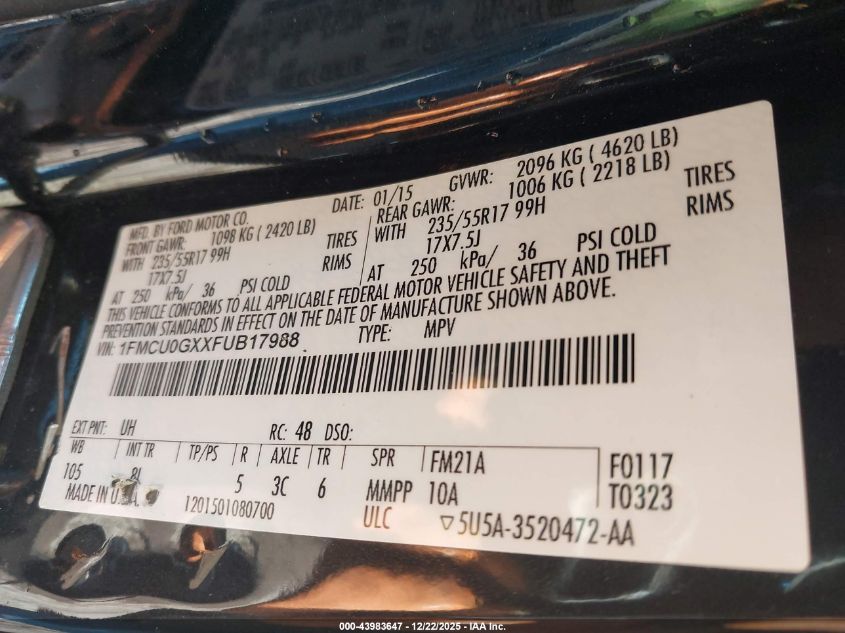 MFD. BY FORD MOTOR CO.
DATE: 01/15 GVWR: 2096 KG ( 4620 LB)
FRONT GAWR: 1098 KG ( 2420 LB)
REAR GAWR: 1006 KG ( 2218 LB)
WITH 235/55R17 99H TIRES
WITH 235/55R17 99H TIRES
17X7.5J RIMS
17X7.5J RIMS
AT 250 kPa/ 36 PSI COLD
AT 250 kPa/ 36 PSI COLD
THIS VEHICLE CONFORMS TO ALL APPLICABLE FEDERAL MOTOR VEHICLE SAFETY AND THEFT
PREVENTION STANDARDS IN EFFECT ON THE DATE OF MANUFACTURE SHOWN ABOVE.
VIN: 1FMCU0GXXFUB17988 TYPE: MPV
EXT PNT: UH RC: 48 DSO:
WB INT TR TP/PS R AXLE TR SPR FM21A F0117
105 8L 5 3C 6 MMPP 10A T0323
MADE IN U.S.A. 1201501080700 ULC ▽5U5A-3520472-AA
000-43983647 - 12/22/2025 - IAA Inc.